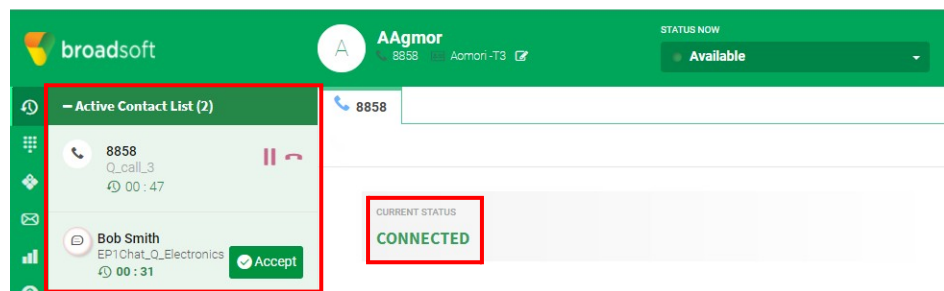 broadsoft
A
AAgmor
8858 Aomori-T3
STATUS NOW
Available
– Active Contact List (2)
8858
Q_call_3
00 : 47
Bob Smith
EP1Chat_Q_Electronics
00 : 31
Accept
8858
CURRENT STATUS
CONNECTED